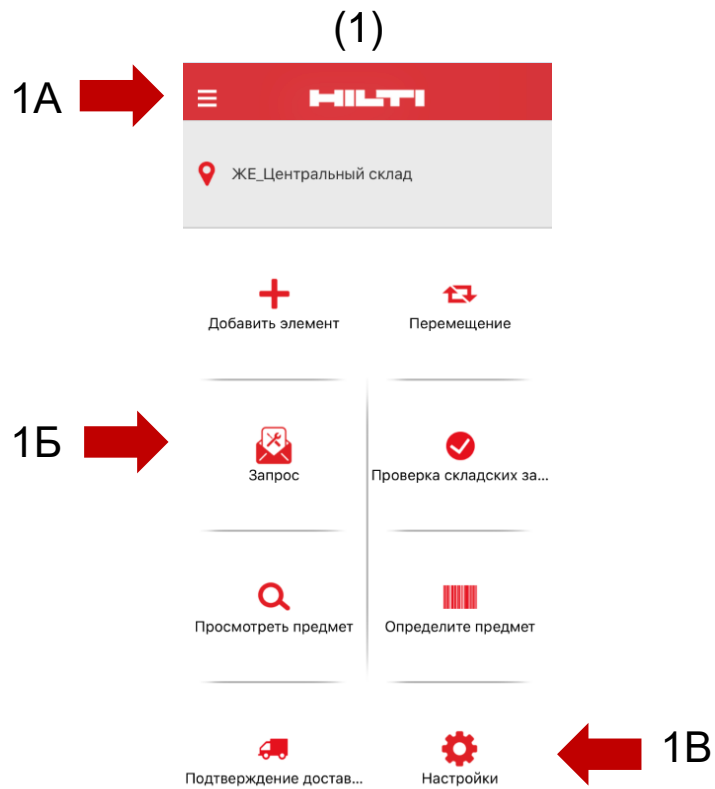 (1)
1А
HILTI
ЖЕ_Центральный склад
Добавить элемент
Перемещение
1Б
Запрос
Проверка складских за...
Просмотреть предмет
Определите предмет
1В
Подтверждение достав...
Настройки